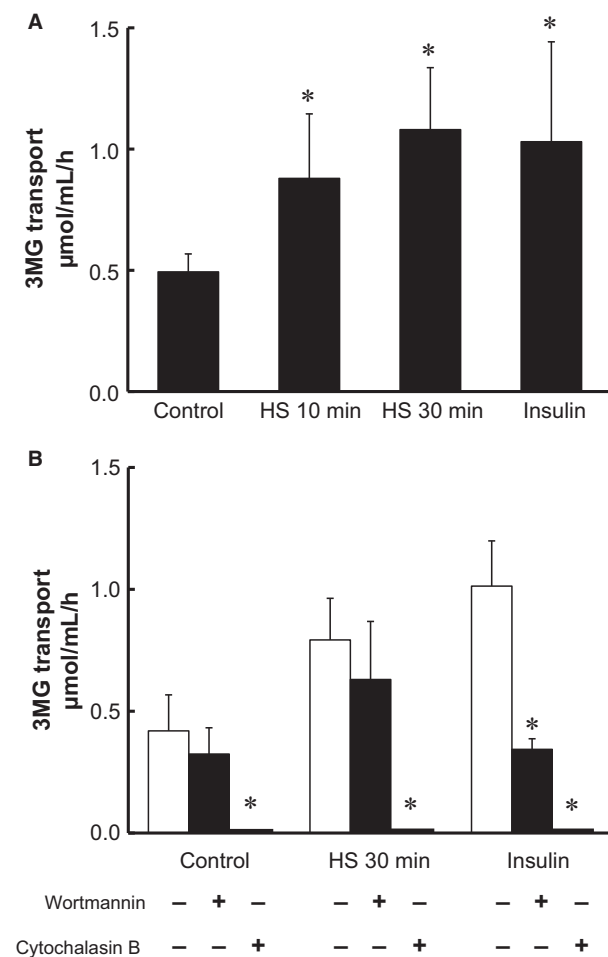 A
1.5
1.0
0.5
0.0
3MG transport
µmol/mL/h
* * *
Control HS 10 min HS 30 min Insulin
B
1.5
1.0
0.5
0.0
3MG transport
µmol/mL/h
* * * *
Control HS 30 min Insulin
Wortmannin – + – – + – – + –
Cytochalasin B – – + – – + – – +